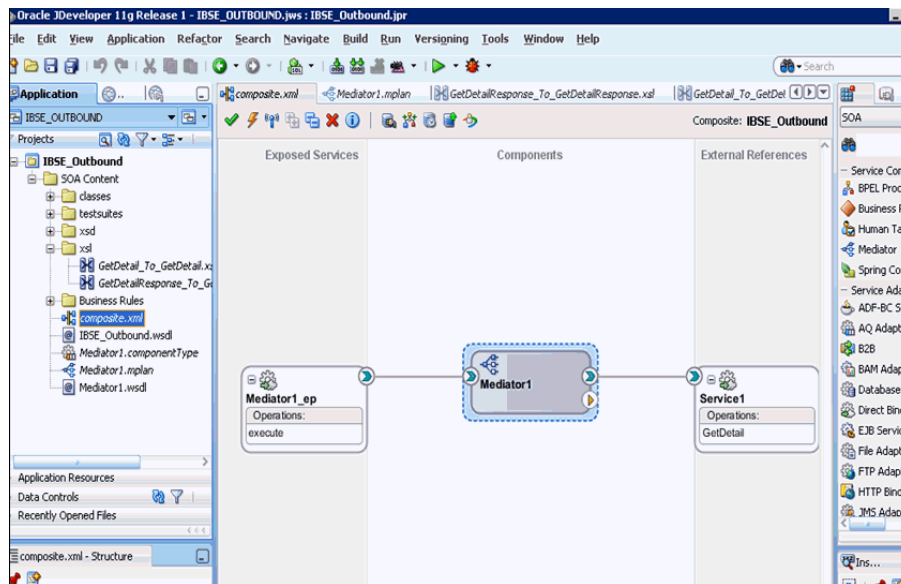 Oracle JDeveloper 11g Release 1 - IBSE_OUTBOUND.jws : IBSE_Outbound.jpr
File Edit View Application Refactor Search Navigate Build Run Versioning Tools Window Help
Search
Application
composite.xml
Mediator1.mplan
GetDetailResponse_To_GetDetailResponse.xsl
GetDetail_To_GetDet
IBSE_OUTBOUND
Composite: IBSE_Outbound
SOA
Projects
IBSE_Outbound
SOA Content
classes
testsuites
xsd
xsl
GetDetail_To_GetDetail.x
GetDetailResponse_To_G
Business Rules
composite.xml
IBSE_Outbound.wsdl
Mediator1.componentType
Mediator1.mplan
Mediator1.wsdl
Application Resources
Data Controls
Recently Opened Files
composite.xml - Structure
Exposed Services
Components
External References
Mediator1_ep
Operations:
execute
Mediator1
Service1
Operations:
GetDetail
Service Co
BPEL Proc
Business
Human Ta
Mediator
Spring Co
Service Ada
ADF-BC S
AQ Adapt
B2B
BAM Adap
Database
Direct Bin
EJB Servic
File Adapt
FTP Adap
HTTP Bind
JMS Adap
Ins...